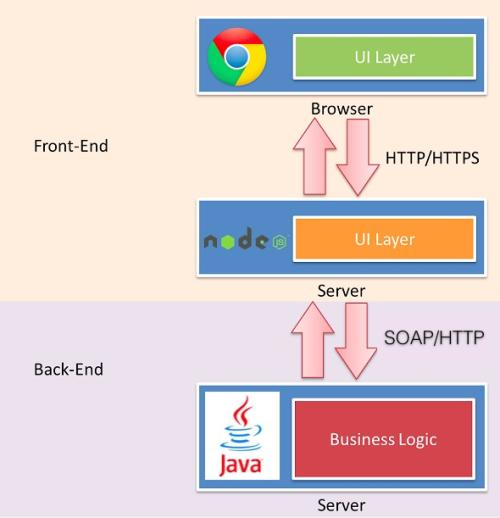 UI Layer
Browser
Front-End
HTTP/HTTPS
node JS
UI Layer
Server
SOAP/HTTP
Back-End
Java
Business Logic
Server